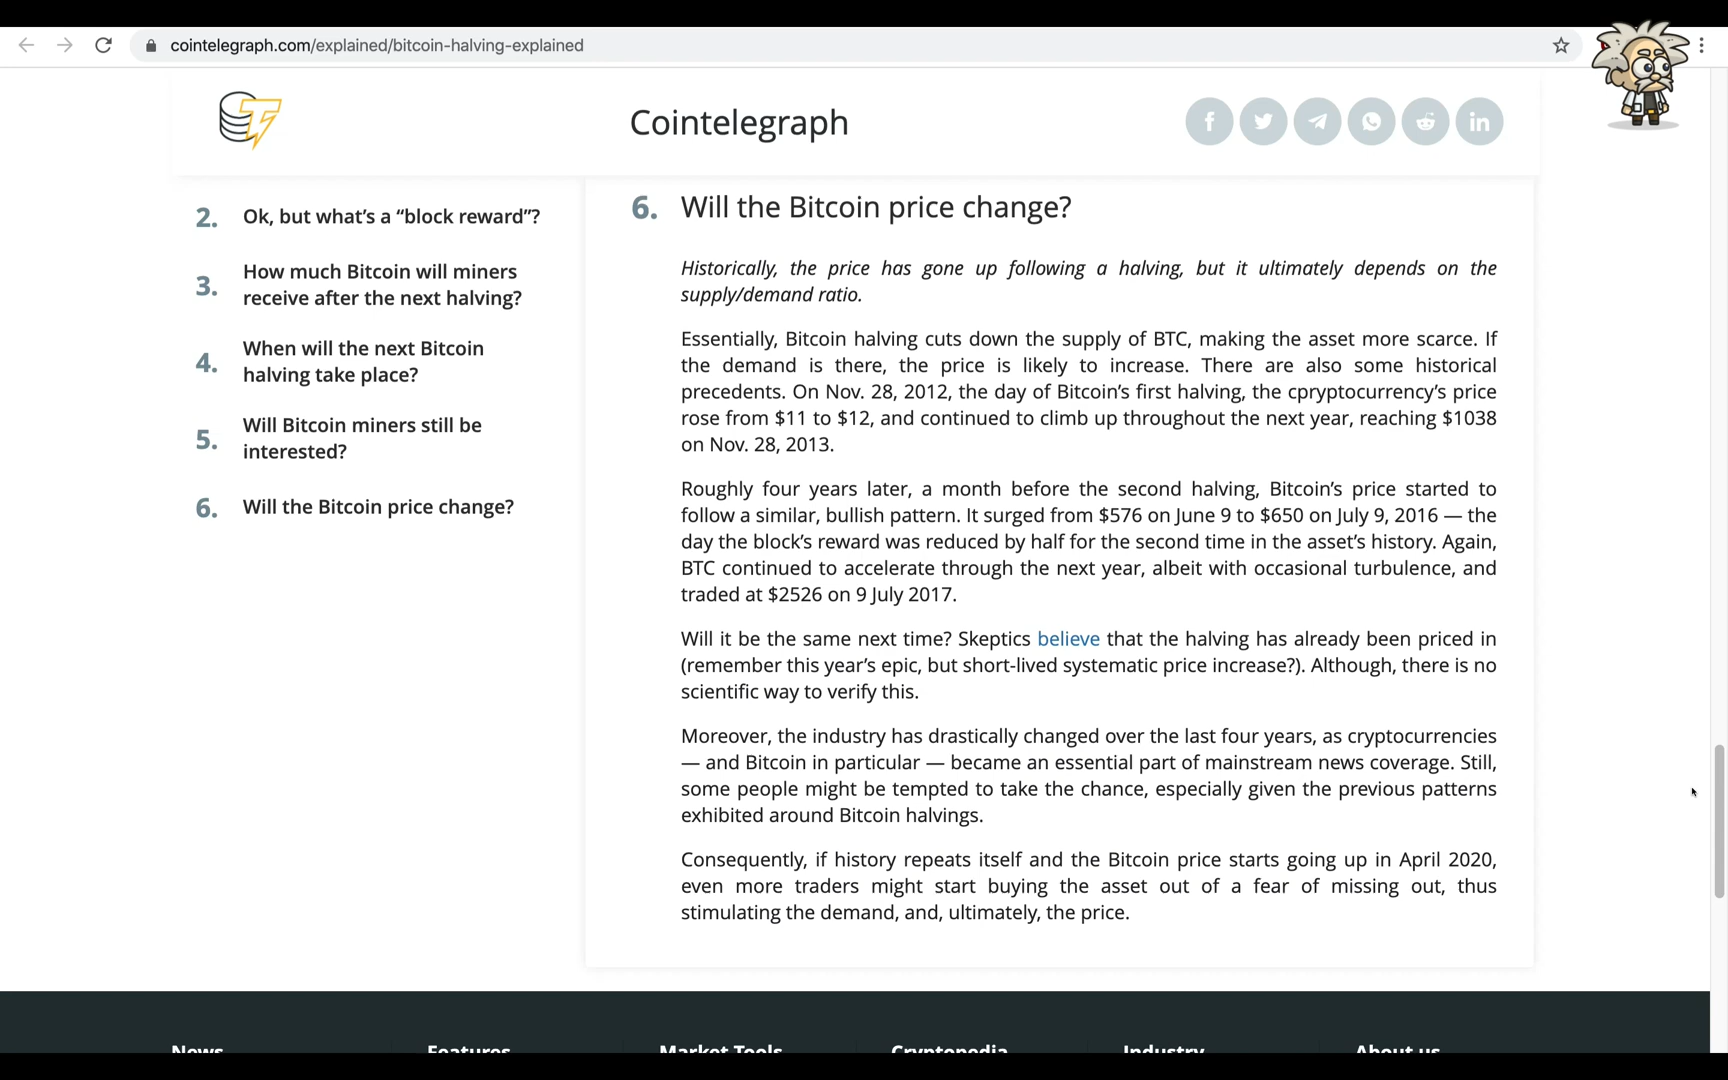 cointelegraph.com/explained/bitcoin-halving-explained
Cointelegraph
2. Ok, but what's a “block reward”?
3. How much Bitcoin will miners
receive after the next halving?
4. When will the next Bitcoin
halving take place?
5. Will Bitcoin miners still be
interested?
6. Will the Bitcoin price change?
6. Will the Bitcoin price change?
Historically, the price has gone up following a halving, but it ultimately depends on the
supply/demand ratio.
Essentially, Bitcoin halving cuts down the supply of BTC, making the asset more scarce. If
the demand is there, the price is likely to increase. There are also some historical
precedents. On Nov. 28, 2012, the day of Bitcoin’s first halving, the cpryptocurrency’s price
rose from $11 to $12, and continued to climb up throughout the next year, reaching $1038
on Nov. 28, 2013.
Roughly four years later, a month before the second halving, Bitcoin’s price started to
follow a similar, bullish pattern. It surged from $576 on June 9 to $650 on July 9, 2016 — the
day the block’s reward was reduced by half for the second time in the asset’s history. Again,
BTC continued to accelerate through the next year, albeit with occasional turbulence, and
traded at $2526 on 9 July 2017.
Will it be the same next time? Skeptics believe that the halving has already been priced in
(remember this year’s epic, but short-lived systematic price increase?). Although, there is no
scientific way to verify this.
Moreover, the industry has drastically changed over the last four years, as cryptocurrencies
— and Bitcoin in particular — became an essential part of mainstream news coverage. Still,
some people might be tempted to take the chance, especially given the previous patterns
exhibited around Bitcoin halvings.
Consequently, if history repeats itself and the Bitcoin price starts going up in April 2020,
even more traders might start buying the asset out of a fear of missing out, thus
stimulating the demand, and, ultimately, the price.
News Features Market Tools Cryptopedia Industry About us